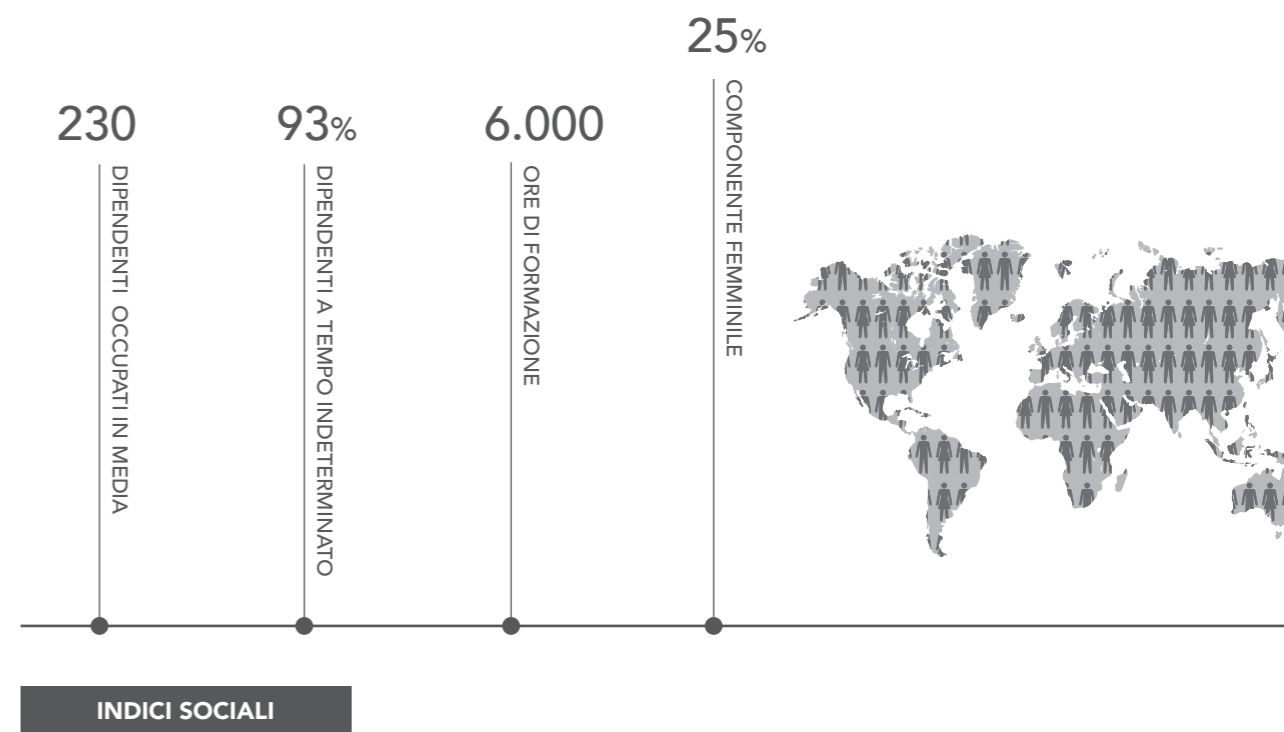 230
DIPENDENTI OCCUPATI IN MEDIA
93%
DIPENDENTI A TEMPO INDETERMINATO
6.000
ORE DI FORMAZIONE
25%
COMPONENTE FEMMINILE
INDICI SOCIALI